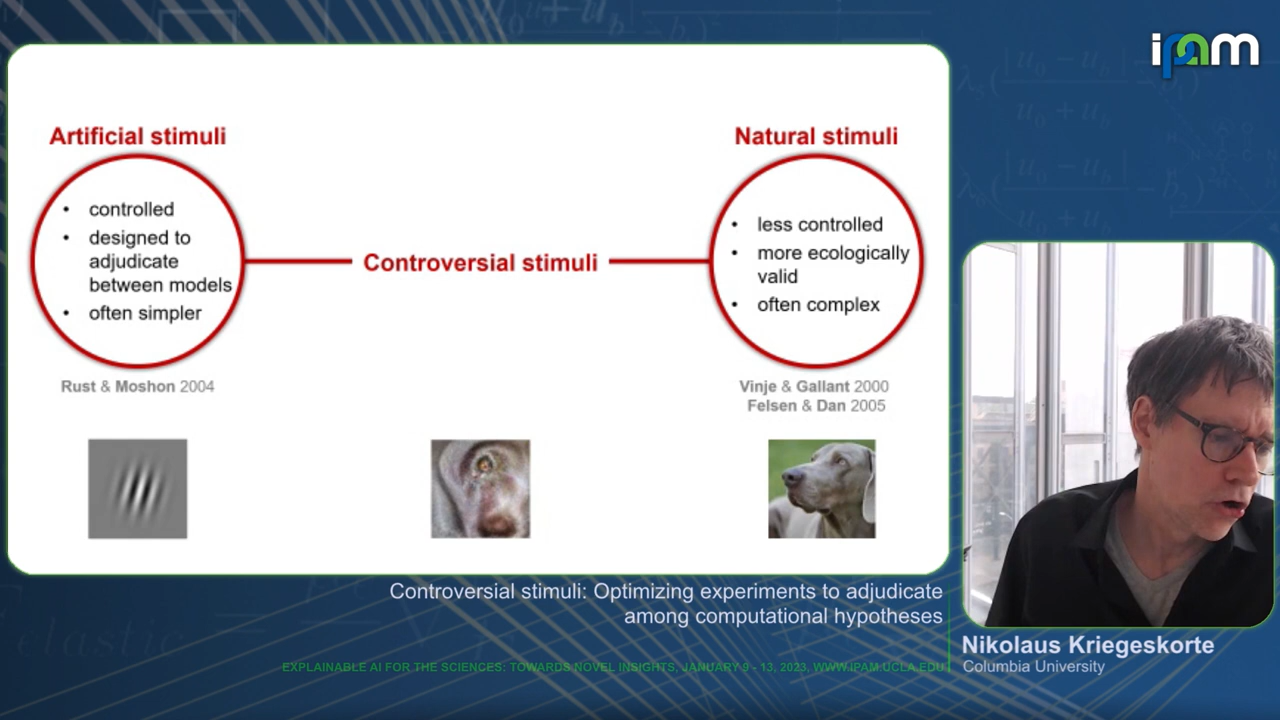 ipam
Artificial stimuli
• controlled
• designed to
adjudicate
between models
• often simpler
Rust & Moshon 2004
Controversial stimuli
Natural stimuli
• less controlled
• more ecologically
valid
• often complex
Vinje & Gallant 2000
Felsen & Dan 2005
Controversial stimuli: Optimizing experiments to adjudicate
among computational hypotheses
EXPLAINABLE AI FOR THE SCIENCES: TOWARDS NOVEL INSIGHTS, JANUARY 9 - 13, 2023, WWW.IPAM.UCLA.EDU
Nikolaus Kriegeskorte
Columbia University
elastic